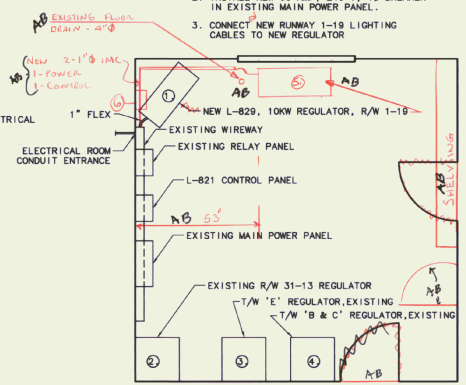 IN EXISTING MAIN POWER PANEL.
3. CONNECT NEW RUNWAY 1-19 LIGHTING
CABLES TO NEW REGULATOR
AB EXISTING FLOOR
DRAIN - 4"Ø
NEW 2-1"Ø IMC
AB 1-POWER
1-CONTROL
6
1
5
AB
AB
1" FLEX
NEW L-829, 10KW REGULATOR, R/W 1-19
TRICAL
EXISTING WIREWAY
ELECTRICAL ROOM
CONDUIT ENTRANCE
EXISTING RELAY PANEL
L-821 CONTROL PANEL
AB 53"
EXISTING MAIN POWER PANEL
SHELVING
AB
AB
EXISTING R/W 31-13 REGULATOR
T/W 'E' REGULATOR,EXISTING
T/W 'B & C' REGULATOR,EXISTING
2.
3.
4.
AB